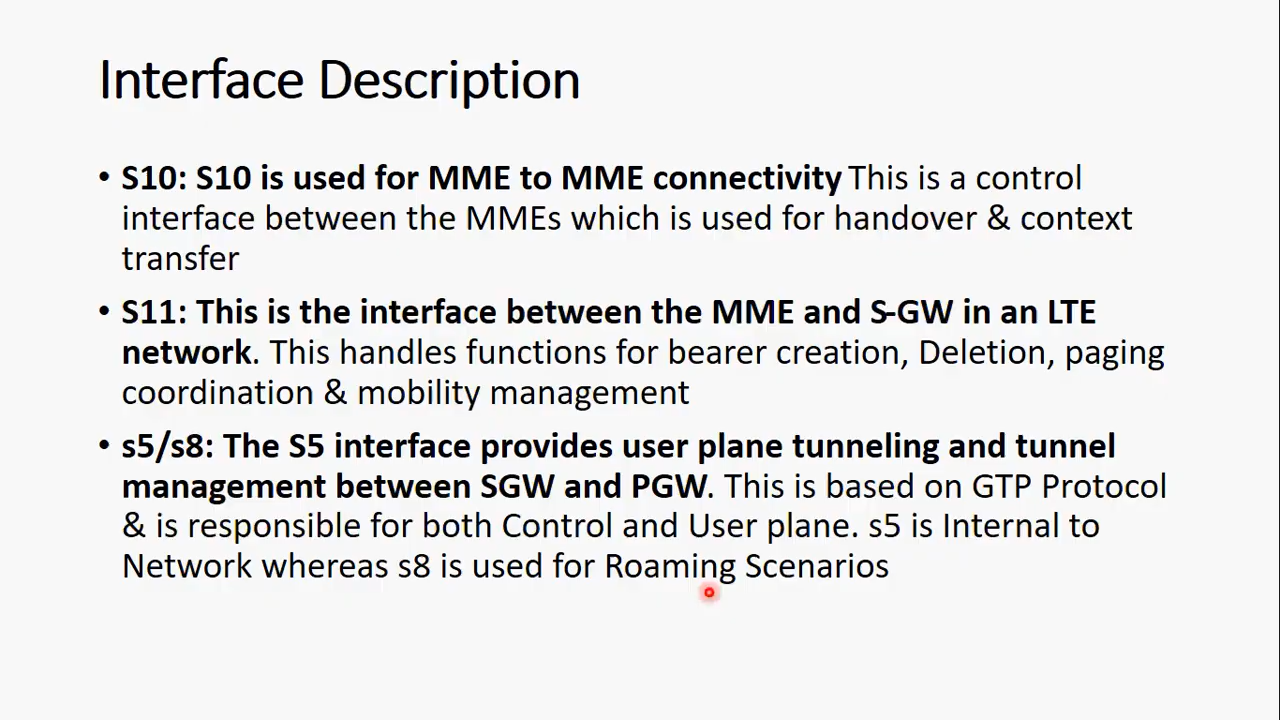 Interface Description
• S10: S10 is used for MME to MME connectivity This is a control
interface between the MMEs which is used for handover & context
transfer
• S11: This is the interface between the MME and S-GW in an LTE
network. This handles functions for bearer creation, Deletion, paging
coordination & mobility management
• s5/s8: The S5 interface provides user plane tunneling and tunnel
management between SGW and PGW. This is based on GTP Protocol
& is responsible for both Control and User plane. s5 is Internal to
Network whereas s8 is used for Roaming Scenarios